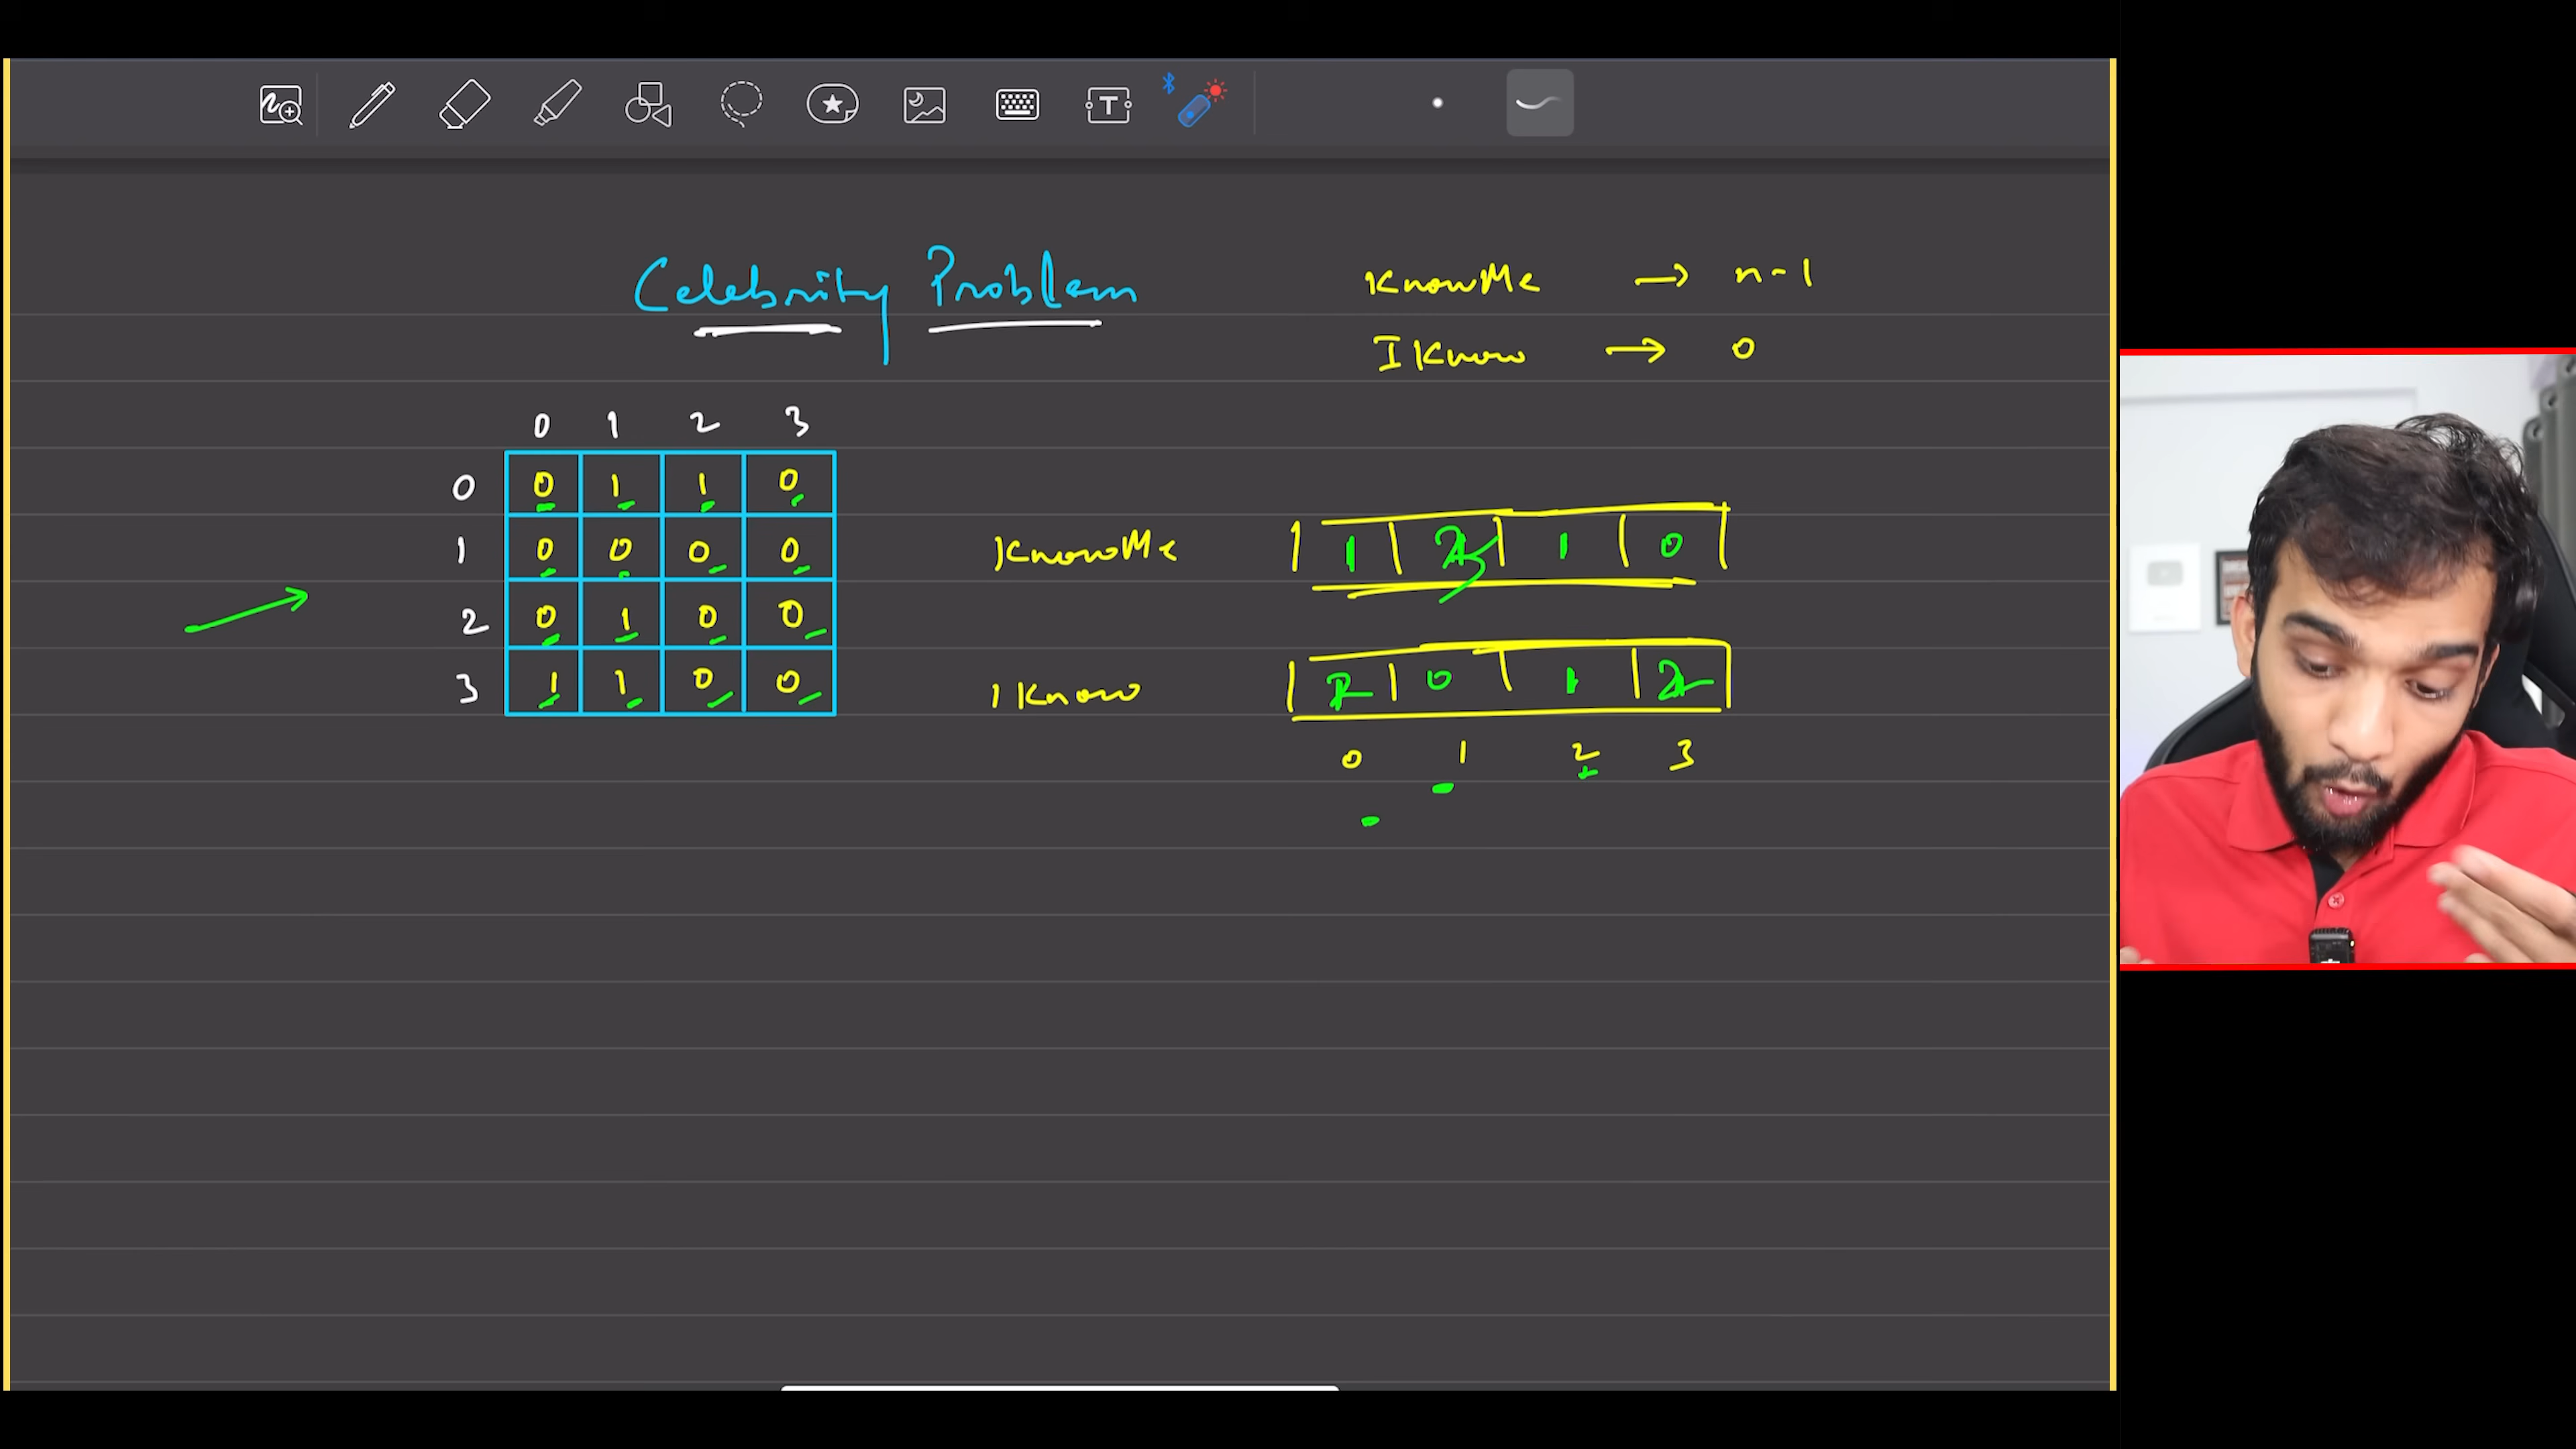 Celebrity Problem
KnowMe → n-1
I Know → 0
0 1 2 3
0 0 1 1 0
1 0 0 0 0
2 0 1 0 0
3 1 1 0 0
KnowMe 1 3 1 0
I Know 2 0 1 2
0 1 2 3